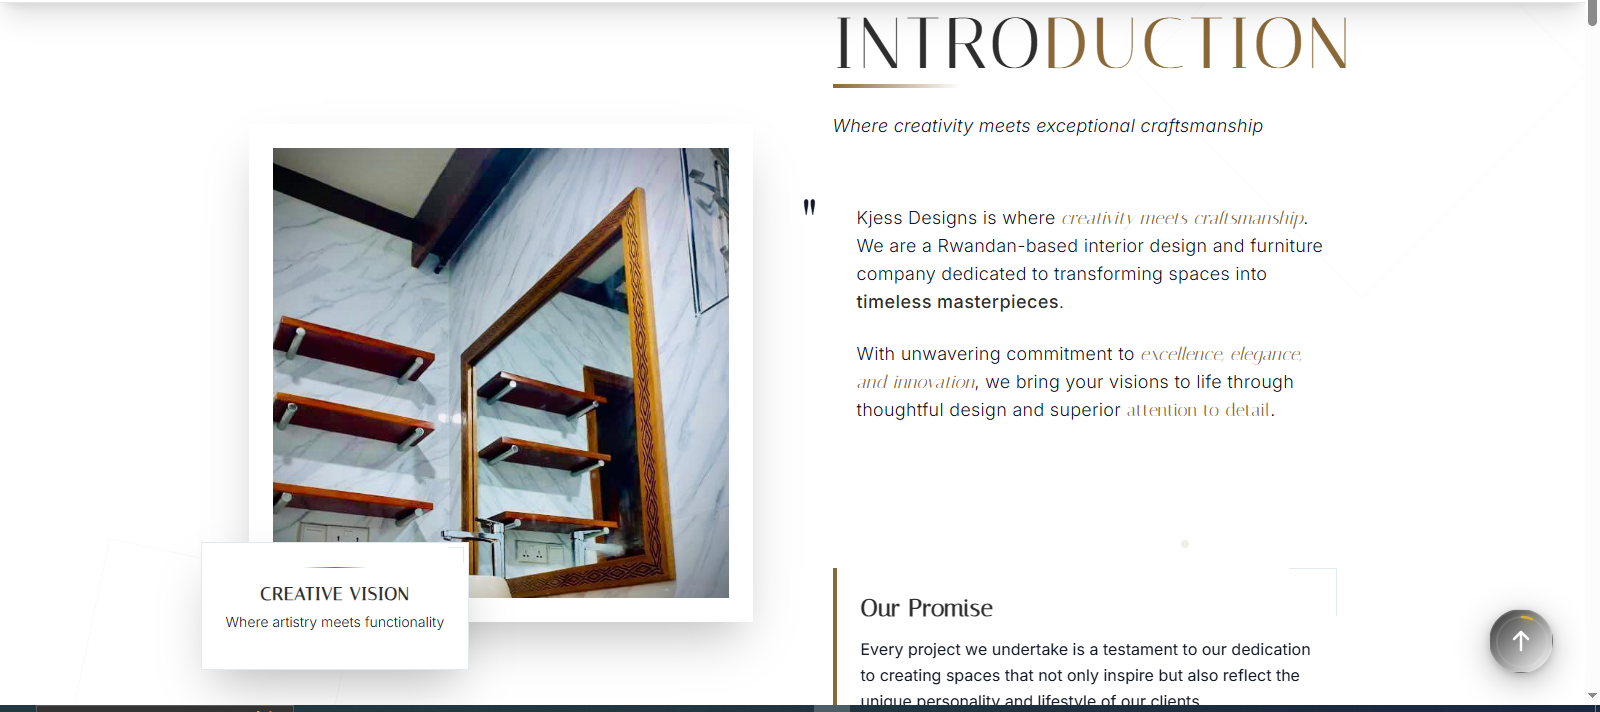 INTRODUCTION
Where creativity meets exceptional craftsmanship
"
Kjess Designs is where creativity meets craftsmanship.
We are a Rwandan-based interior design and furniture
company dedicated to transforming spaces into
timeless masterpieces.
With unwavering commitment to excellence, elegance,
and innovation, we bring your visions to life through
thoughtful design and superior attention to detail.
CREATIVE VISION
Where artistry meets functionality
Our Promise
Every project we undertake is a testament to our dedication
to creating spaces that not only inspire but also reflect the
unique personality and lifestyle of our clients.